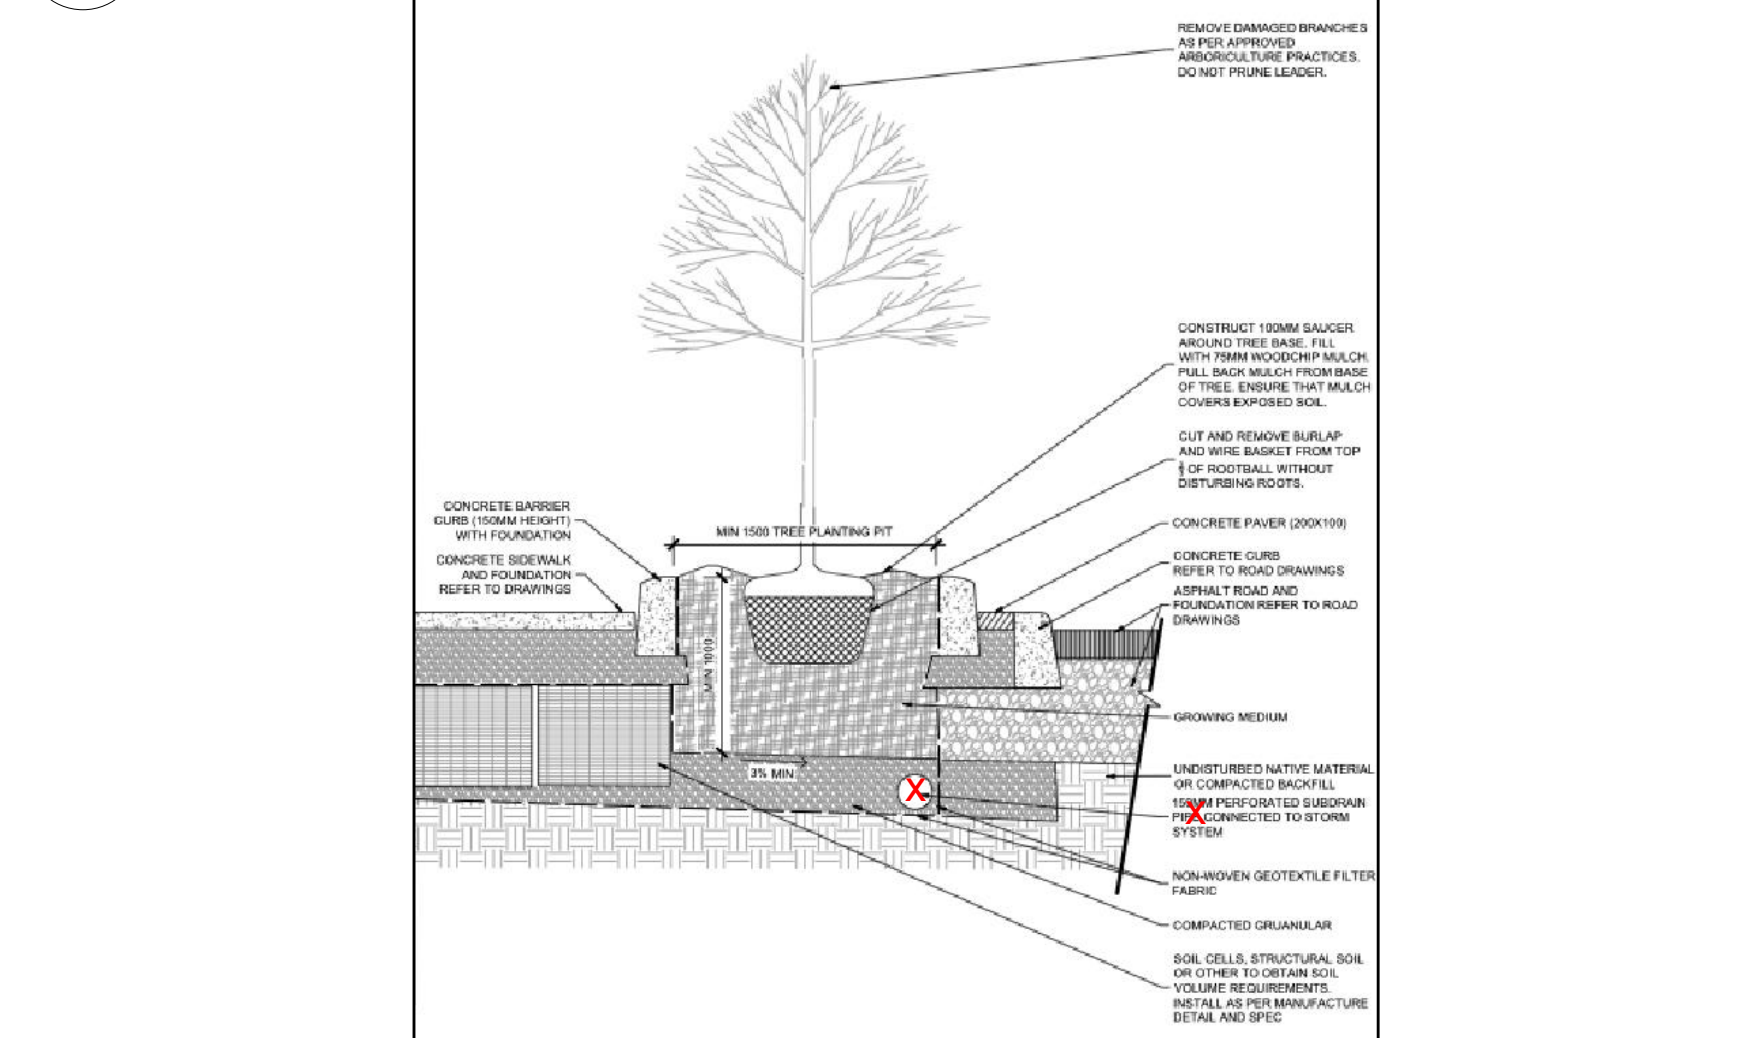 REMOVE DAMAGED BRANCHES
AS PER APPROVED
ARBORICULTURE PRACTICES.
DO NOT PRUNE LEADER.
CONSTRUCT 100MM SAUCER
AROUND TREE BASE. FILL
WITH 75MM WOODCHIP MULCH.
PULL BACK MULCH FROM BASE
OF TREE. ENSURE THAT MULCH
COVERS EXPOSED SOIL.
CUT AND REMOVE BURLAP
AND WIRE BASKET FROM TOP
OF ROOTBALL WITHOUT
DISTURBING ROOTS.
CONCRETE BARRIER
CURB (150MM HEIGHT)
WITH FOUNDATION
CONCRETE SIDEWALK
AND FOUNDATION
REFER TO DRAWINGS
MIN 1500 TREE PLANTING PIT
MIN 1000
3% MIN
CONCRETE PAVER (200X100)
CONCRETE CURB
REFER TO ROAD DRAWINGS
ASPHALT ROAD AND
FOUNDATION REFER TO ROAD
DRAWINGS
GROWING MEDIUM
UNDISTURBED NATIVE MATERIAL
OR COMPACTED BACKFILL
X
X
PERFORATED SUBDRAIN
CONNECTED TO STORM
SYSTEM
NON-WOVEN GEOTEXTILE FILTER
FABRIC
COMPACTED GRUANULAR
SOIL CELLS, STRUCTURAL SOIL
OR OTHER TO OBTAIN SOIL
VOLUME REQUIREMENTS.
INSTALL AS PER MANUFACTURE
DETAIL AND SPEC